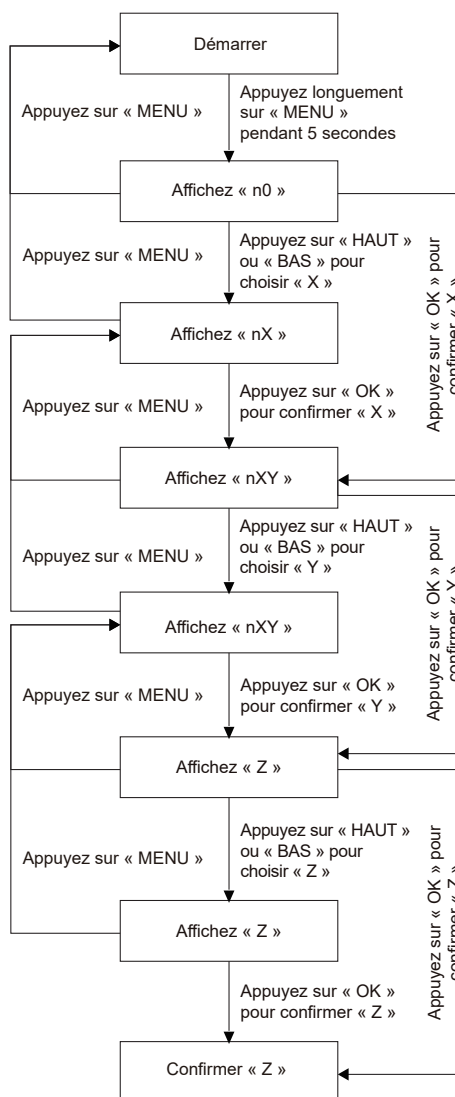 Démarrer
Appuyez sur « MENU »
Appuyez longuement
sur « MENU »
pendant 5 secondes
Affichez « n0 »
Appuyez sur « MENU »
Appuyez sur « HAUT »
ou « BAS » pour
choisir « X »
Appuyez sur « OK » pour
confirmer « X »
Affichez « nX »
Appuyez sur « MENU »
Appuyez sur « OK »
pour confirmer « X »
Affichez « nXY »
Appuyez sur « MENU »
Appuyez sur « HAUT »
ou « BAS » pour
choisir « Y »
Appuyez sur « OK » pour
confirmer « Y »
Affichez « nXY »
Appuyez sur « MENU »
Appuyez sur « OK »
pour confirmer « Y »
Affichez « Z »
Appuyez sur « MENU »
Appuyez sur « HAUT »
ou « BAS » pour
choisir « Z »
Appuyez sur « OK » pour
confirmer « Z »
Affichez « Z »
Appuyez sur « OK »
pour confirmer « Z »
Confirmer « Z »